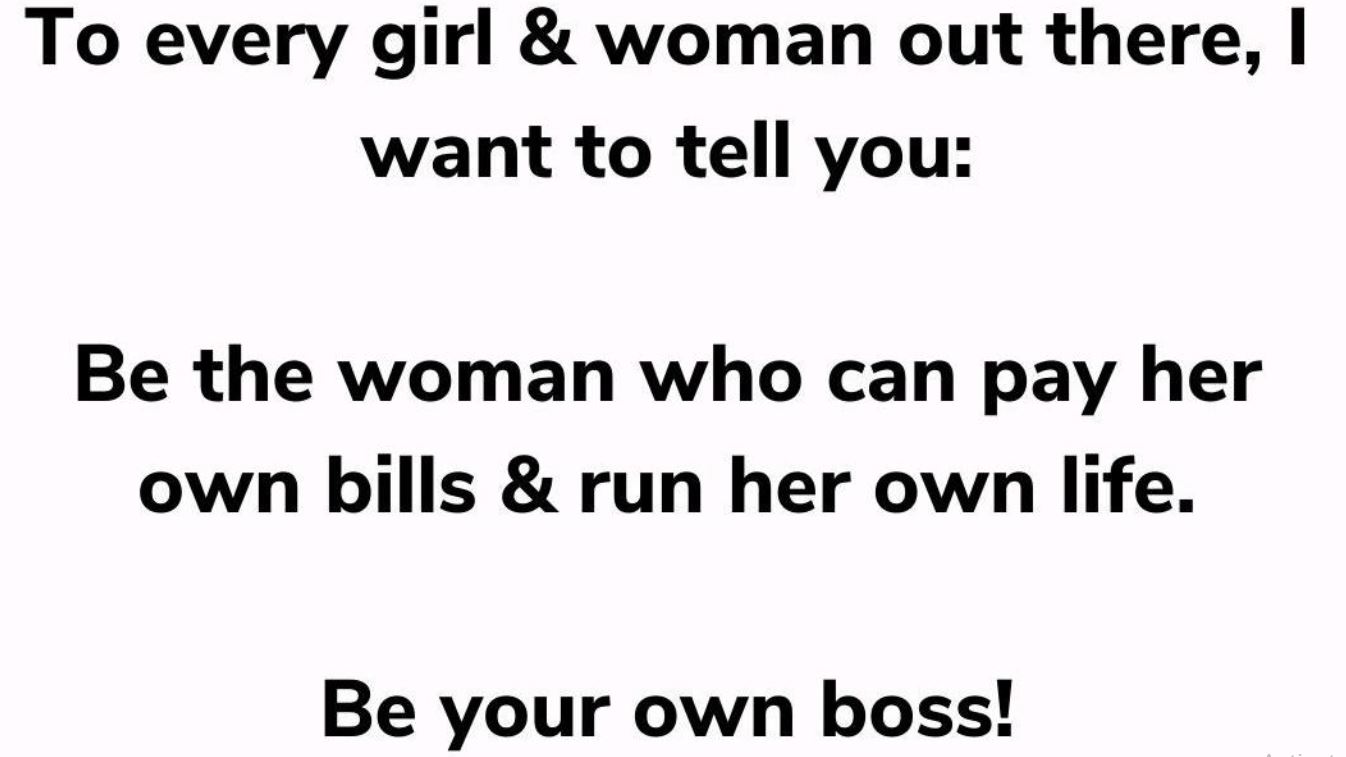 To every girl & woman out there, I
want to tell you:
Be the woman who can pay her
own bills & run her own life.
Be your own boss!